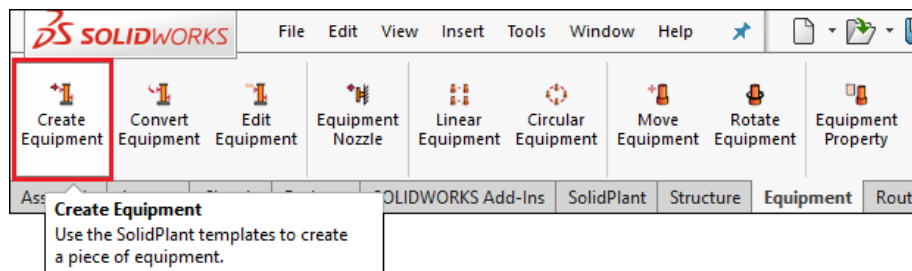 SOLIDWORKS File Edit View Insert Tools Window Help
Create Equipment
Convert Equipment
Edit Equipment
Equipment Nozzle
Linear Equipment
Circular Equipment
Move Equipment
Rotate Equipment
Equipment Property
SOLIDWORKS Add-Ins SolidPlant Structure Equipment
Create Equipment
Use the SolidPlant templates to create
a piece of equipment.